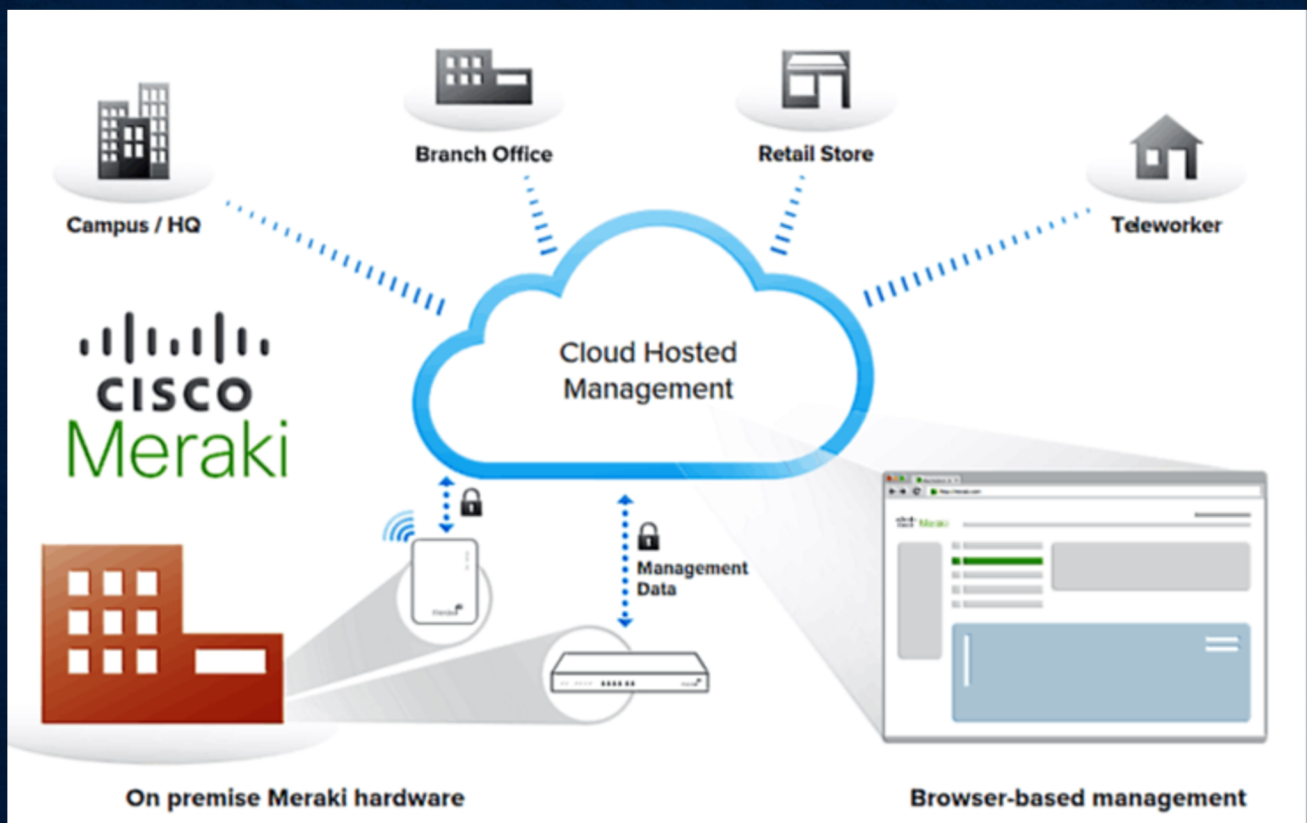 Branch Office
Retail Store
Campus / HQ
Teleworker
Cloud Hosted
Management
CISCO
Meraki
Management
Data
Meraki
On premise Meraki hardware
Browser-based management